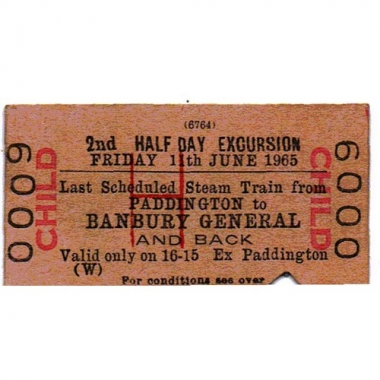 (6764)
2nd HALF DAY EXCURSION
FRIDAY 11th JUNE 1965
Last Scheduled Steam Train from
PADDINGTON to
BANBURY GENERAL
AND BACK
Valid only on 16-15 Ex Paddington
(W)
For conditions see over
0009
CHILD
CHILD
0009